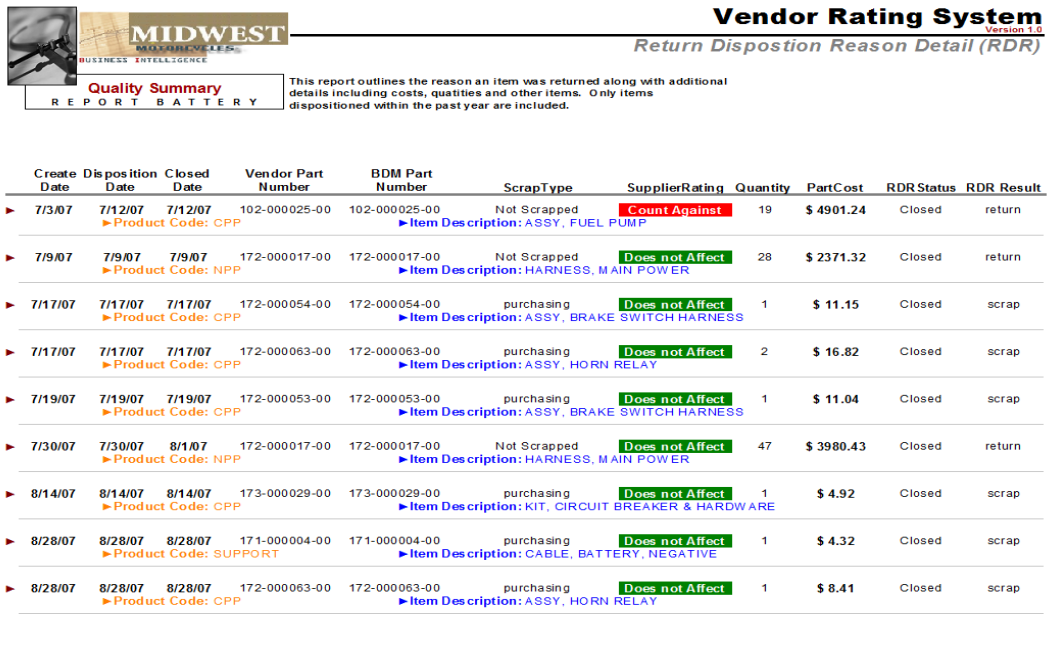 Vendor Rating System
Version 1.0
Return Dispostion Reason Detail (RDR)
MIDWEST
MOTORCYCLES
BUSINESS INTELLIGENCE
Quality Summary
REPORT BATTERY
This report outlines the reason an item was returned along with additional
details including costs, quatities and other items. Only items
dispositioned within the past year are included.
Create Date Disposition Date Closed Date Vendor Part Number BDM Part Number ScrapType SupplierRating Quantity PartCost RDRStatus RDR Result
► 7/3/07 7/12/07 7/12/07 102-000025-00 102-000025-00 Not Scrapped Count Against 19 $ 4901.24 Closed return
►Product Code: CPP ►Item Description: ASSY, FUEL PUMP
► 7/9/07 7/9/07 7/9/07 172-000017-00 172-000017-00 Not Scrapped Does not Affect 28 $ 2371.32 Closed return
►Product Code: NPP ►Item Description: HARNESS, MAIN POWER
► 7/17/07 7/17/07 7/17/07 172-000054-00 172-000054-00 purchasing Does not Affect 1 $ 11.15 Closed scrap
►Product Code: CPP ►Item Description: ASSY, BRAKE SWITCH HARNESS
► 7/17/07 7/17/07 7/17/07 172-000063-00 172-000063-00 purchasing Does not Affect 2 $ 16.82 Closed scrap
►Product Code: CPP ►Item Description: ASSY, HORN RELAY
► 7/19/07 7/19/07 7/19/07 172-000053-00 172-000053-00 purchasing Does not Affect 1 $ 11.04 Closed scrap
►Product Code: CPP ►Item Description: ASSY, BRAKE SWITCH HARNESS
► 7/30/07 7/30/07 8/1/07 172-000017-00 172-000017-00 Not Scrapped Does not Affect 47 $ 3980.43 Closed return
►Product Code: NPP ►Item Description: HARNESS, MAIN POWER
► 8/14/07 8/14/07 8/14/07 173-000029-00 173-000029-00 purchasing Does not Affect 1 $ 4.92 Closed scrap
►Product Code: CPP ►Item Description: KIT, CIRCUIT BREAKER & HARDWARE
► 8/28/07 8/28/07 8/28/07 171-000004-00 171-000004-00 purchasing Does not Affect 1 $ 4.32 Closed scrap
►Product Code: SUPPORT ►Item Description: CABLE, BATTERY, NEGATIVE
► 8/28/07 8/28/07 8/28/07 172-000063-00 172-000063-00 purchasing Does not Affect 1 $ 8.41 Closed scrap
►Product Code: CPP ►Item Description: ASSY, HORN RELAY